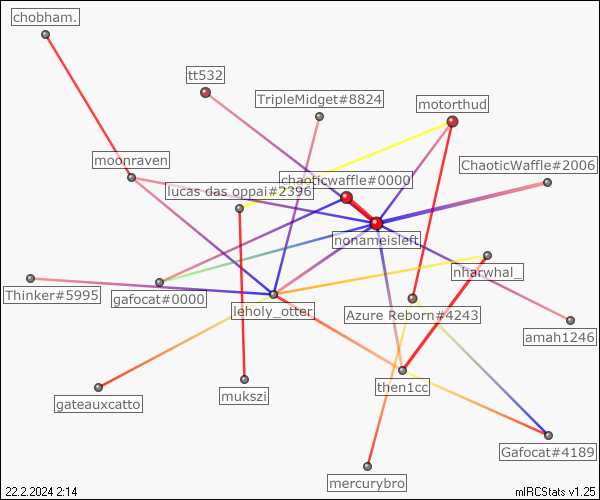 chobham.
tt532
TripleMidget#8824
motorthud
moonraven
ChaoticWaffle#2006
chaoticwaffle#0000
lucas das oppai#2396
nonameisleft
nharwhal_
Thinker#5995
gafocat#0000
leholy_otter
Azure Reborn#4243
amah1246
then1cc
mukszi
gateauxcatto
Gafocat#4189
mercurybro
22.2.2024 2:14
mIRCStats v1.25